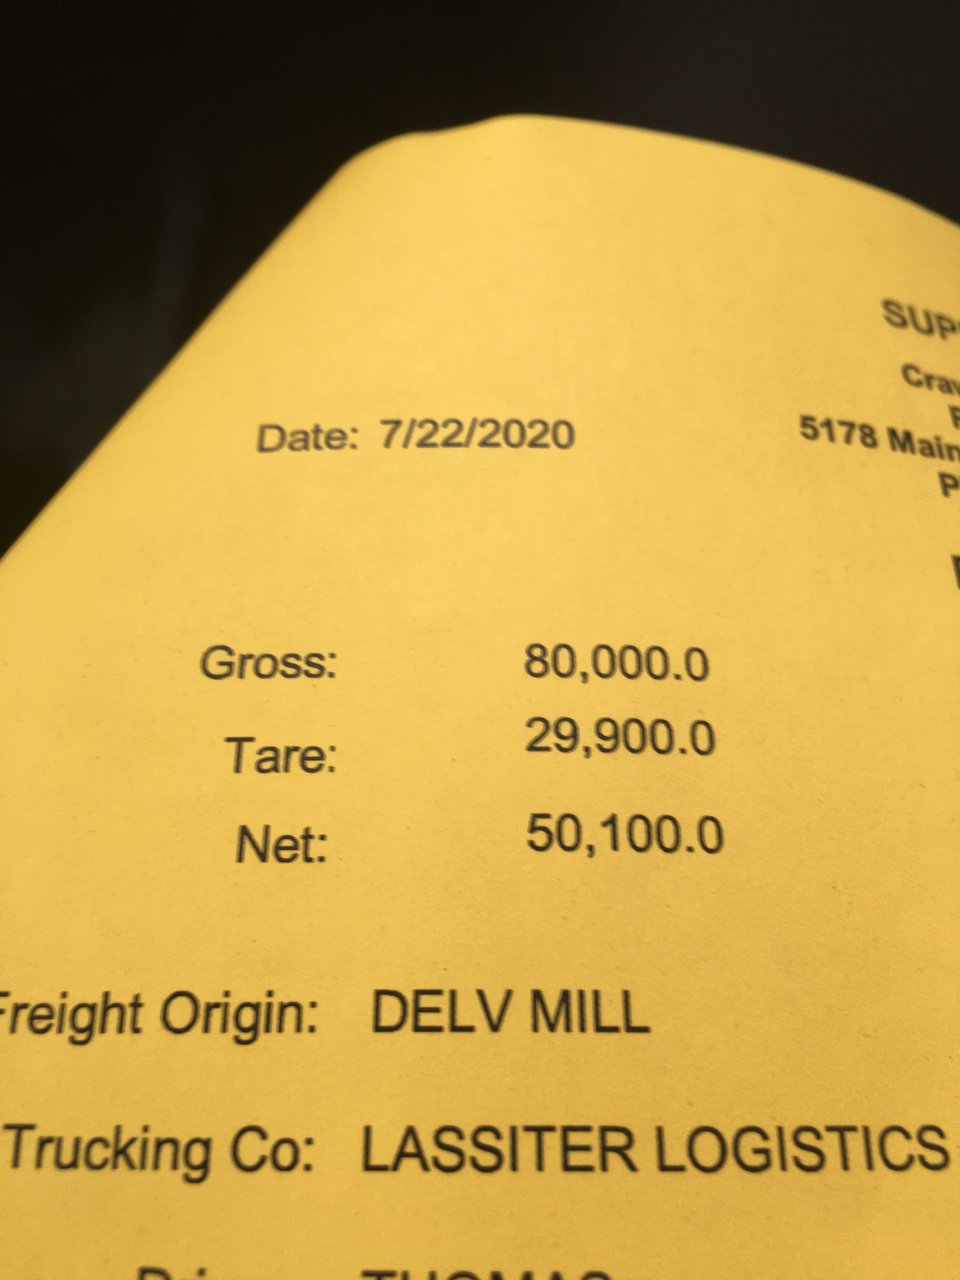 Date: 7/22/2020
5178 Main
Gross: 80,000.0
Tare: 29,900.0
Net: 50,100.0
Freight Origin: DELV MILL
Trucking Co: LASSITER LOGISTICS
THOMAS